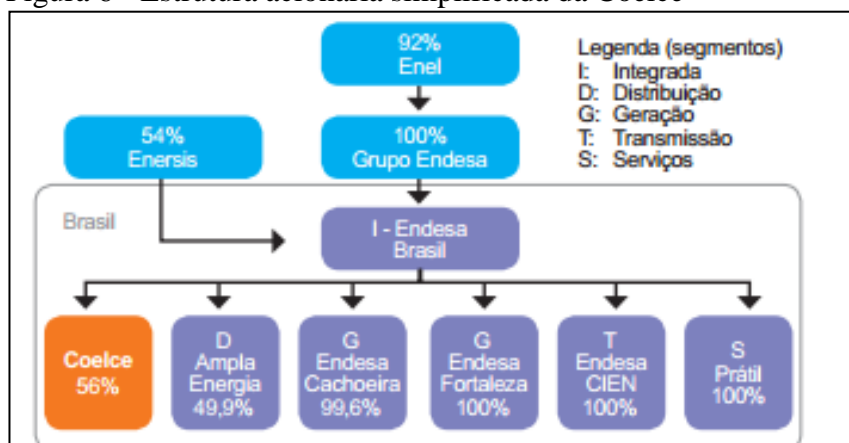 Figura 6 - Estrutura acionária simplificada da Coelce
92%
Enel
Legenda (segmentos)
I: Integrada
D: Distribuição
G: Geração
T: Transmissão
S: Serviços
54%
Enersis
100%
Grupo Endesa
Brasil
I - Endesa
Brasil
Coelce
56%
D
Ampla
Energia
49,9%
G
Endesa
Cachoeira
99,6%
G
Endesa
Fortaleza
100%
T
Endesa
CIEN
100%
S
Prátil
100%